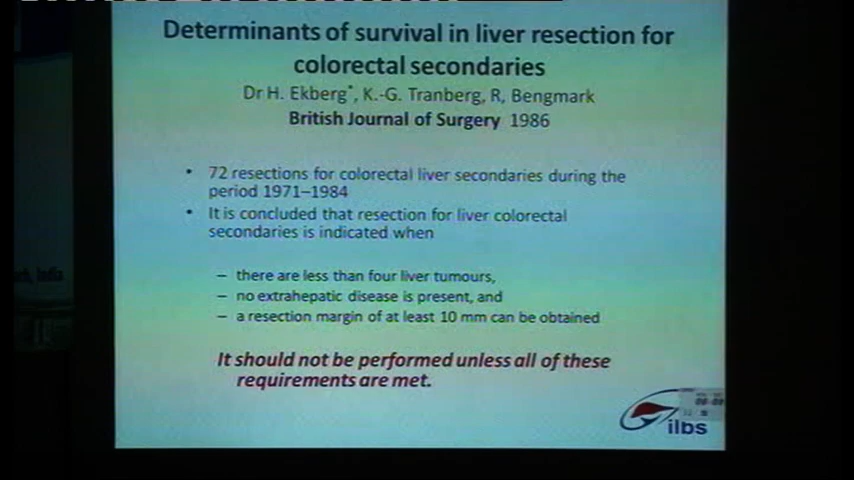 Determinants of survival in liver resection for
colorectal secondaries
Dr H. Ekberg*, K.-G. Tranberg, R, Bengmark
British Journal of Surgery 1986
• 72 resections for colorectal liver secondaries during the
period 1971–1984
• It is concluded that resection for liver colorectal
secondaries is indicated when
– there are less than four liver tumours,
– no extrahepatic disease is present, and
– a resection margin of at least 10 mm can be obtained
It should not be performed unless all of these
requirements are met.
ilbs
India